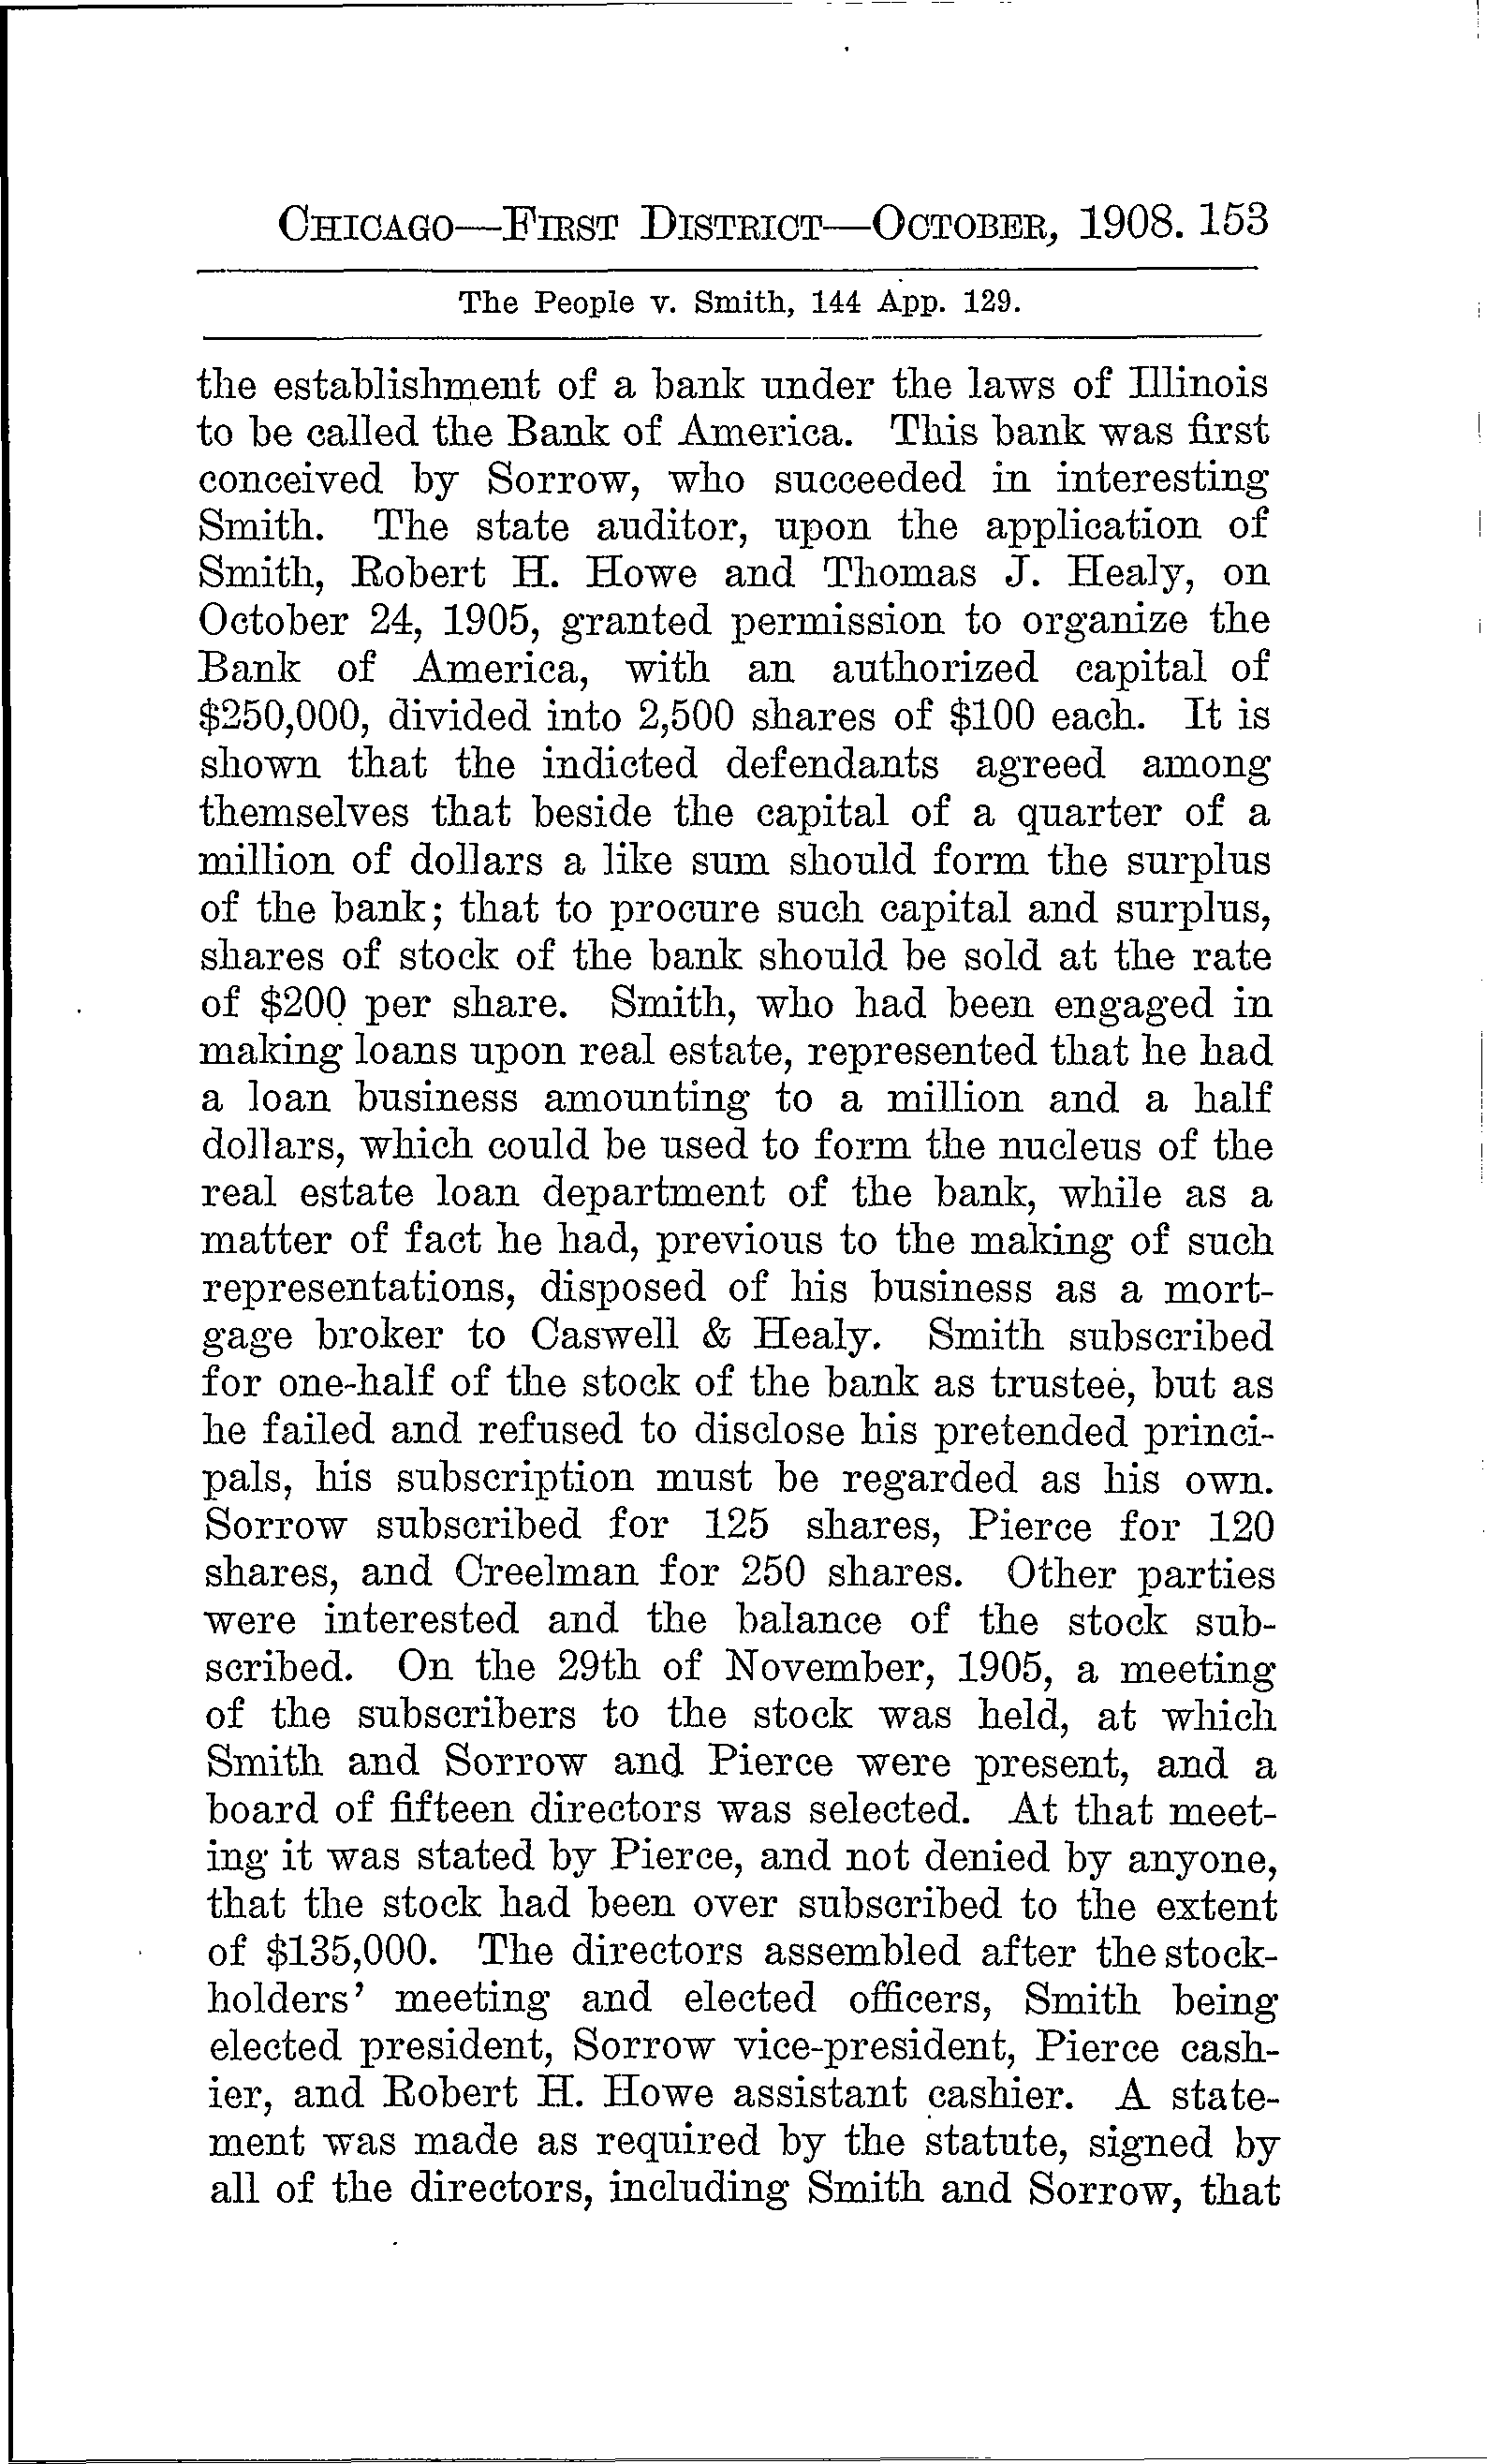 CHICAGO—FIRST DISTRICT—OCTOBER, 1908. 153
The People v. Smith, 144 App. 129.
the establishment of a bank under the laws of Illinois
to be called the Bank of America. This bank was first
conceived by Sorrow, who succeeded in interesting
Smith. The state auditor, upon the application of
Smith, Robert H. Howe and Thomas J. Healy, on
October 24, 1905, granted permission to organize the
Bank of America, with an authorized capital of
$250,000, divided into 2,500 shares of $100 each. It is
shown that the indicted defendants agreed among
themselves that beside the capital of a quarter of a
million of dollars a like sum should form the surplus
of the bank; that to procure such capital and surplus,
shares of stock of the bank should be sold at the rate
of $200 per share. Smith, who had been engaged in
making loans upon real estate, represented that he had
a loan business amounting to a million and a half
dollars, which could be used to form the nucleus of the
real estate loan department of the bank, while as a
matter of fact he had, previous to the making of such
representations, disposed of his business as a mort-
gage broker to Caswell & Healy. Smith subscribed
for one-half of the stock of the bank as trustee, but as
he failed and refused to disclose his pretended princi-
pals, his subscription must be regarded as his own.
Sorrow subscribed for 125 shares, Pierce for 120
shares, and Creelman for 250 shares. Other parties
were interested and the balance of the stock sub-
scribed. On the 29th of November, 1905, a meeting
of the subscribers to the stock was held, at which
Smith and Sorrow and Pierce were present, and a
board of fifteen directors was selected. At that meet-
ing it was stated by Pierce, and not denied by anyone,
that the stock had been over subscribed to the extent
of $135,000. The directors assembled after the stock-
holders' meeting and elected officers, Smith being
elected president, Sorrow vice-president, Pierce cash-
ier, and Robert H. Howe assistant cashier. A state-
ment was made as required by the statute, signed by
all of the directors, including Smith and Sorrow, that